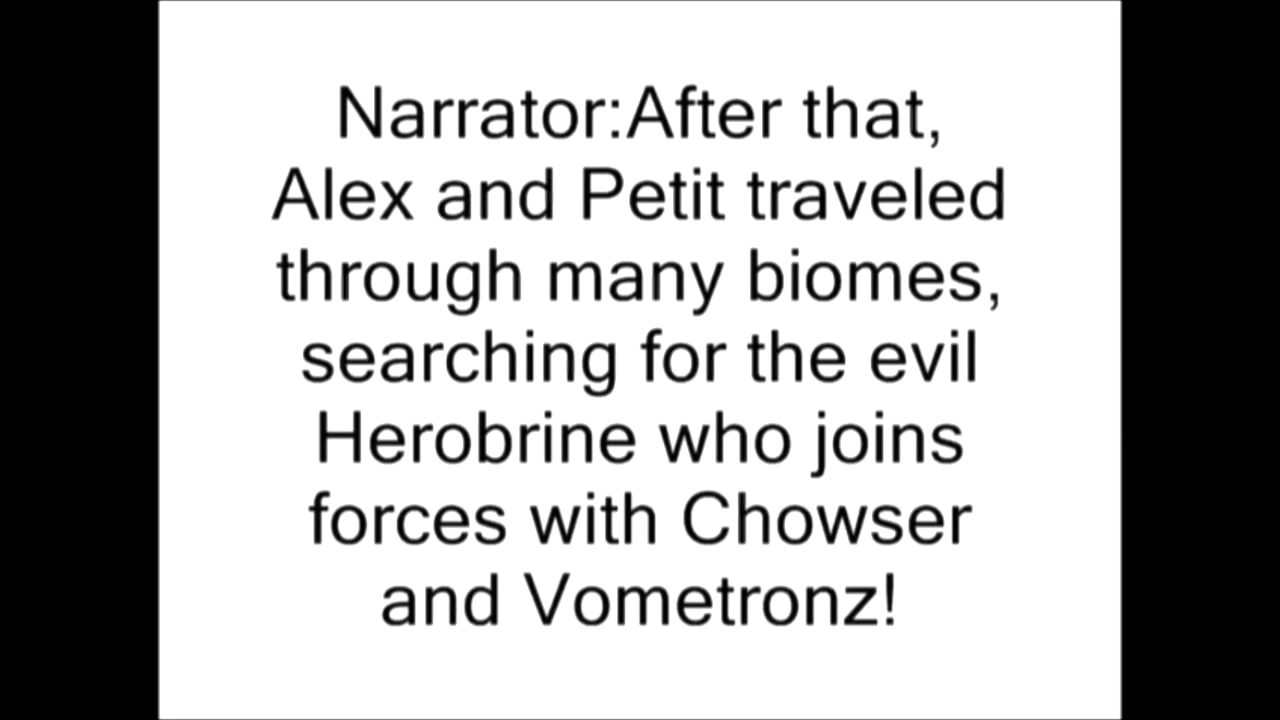 Narrator:After that,
Alex and Petit traveled
through many biomes,
searching for the evil
Herobrine who joins
forces with Chowser
and Vometronz!